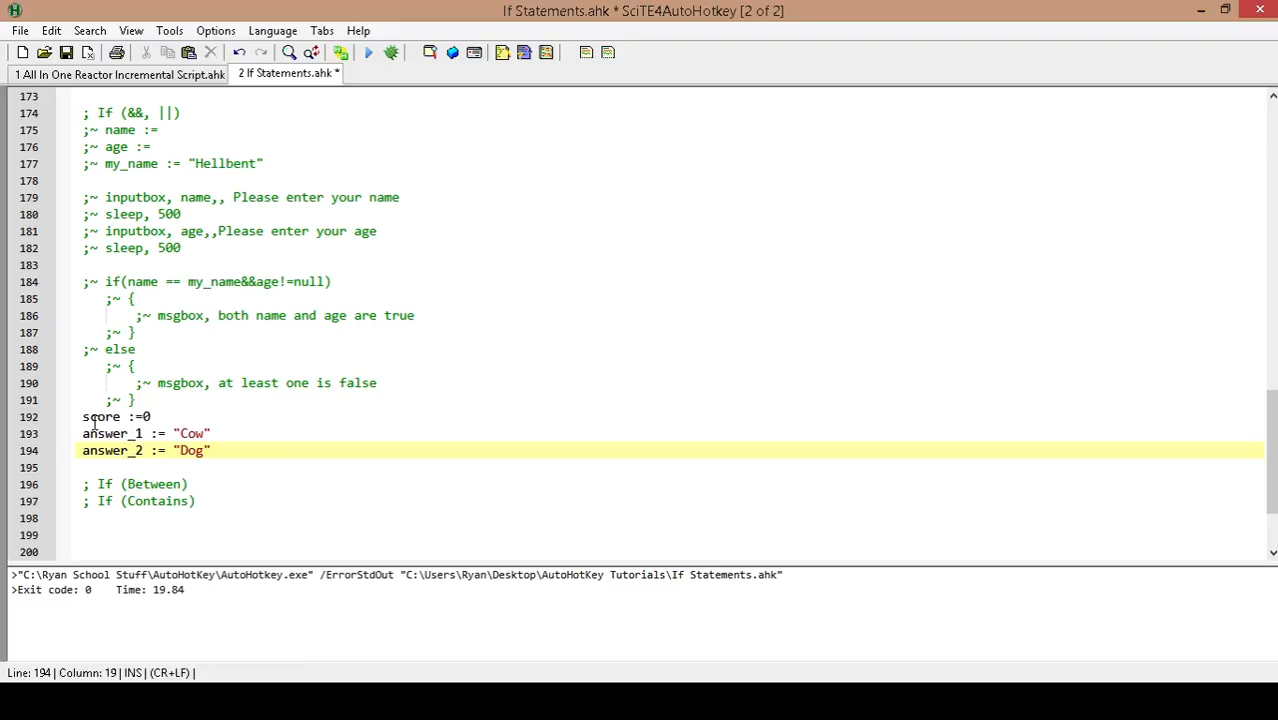 If Statements.ahk * SciTE4AutoHotkey [2 of 2]
File Edit Search View Tools Options Language Tabs Help
1 All In One Reactor Incremental Script.ahk 2 If Statements.ahk *
173
174 ; If (&&, ||)
175 ;~ name :=
176 ;~ age :=
177 ;~ my_name := "Hellbent"
178
179 ;~ inputbox, name,, Please enter your name
180 ;~ sleep, 500
181 ;~ inputbox, age,,Please enter your age
182 ;~ sleep, 500
183
184 ;~ if(name == my_name&&age!=null)
185 ;~ {
186 ;~ msgbox, both name and age are true
187 ;~ }
188 ;~ else
189 ;~ {
190 ;~ msgbox, at least one is false
191 ;~ }
192 score :=0
193 answer_1 := "Cow"
194 answer_2 := "Dog"
195
196 ; If (Between)
197 ; If (Contains)
198
199
200
>"C:\Ryan School Stuff\AutoHotKey\AutoHotkey.exe" /ErrorStdOut "C:\Users\Ryan\Desktop\AutoHotKey Tutorials\If Statements.ahk"
>Exit code: 0 Time: 19.84
Line: 194 | Column: 19 | INS | (CR+LF) |